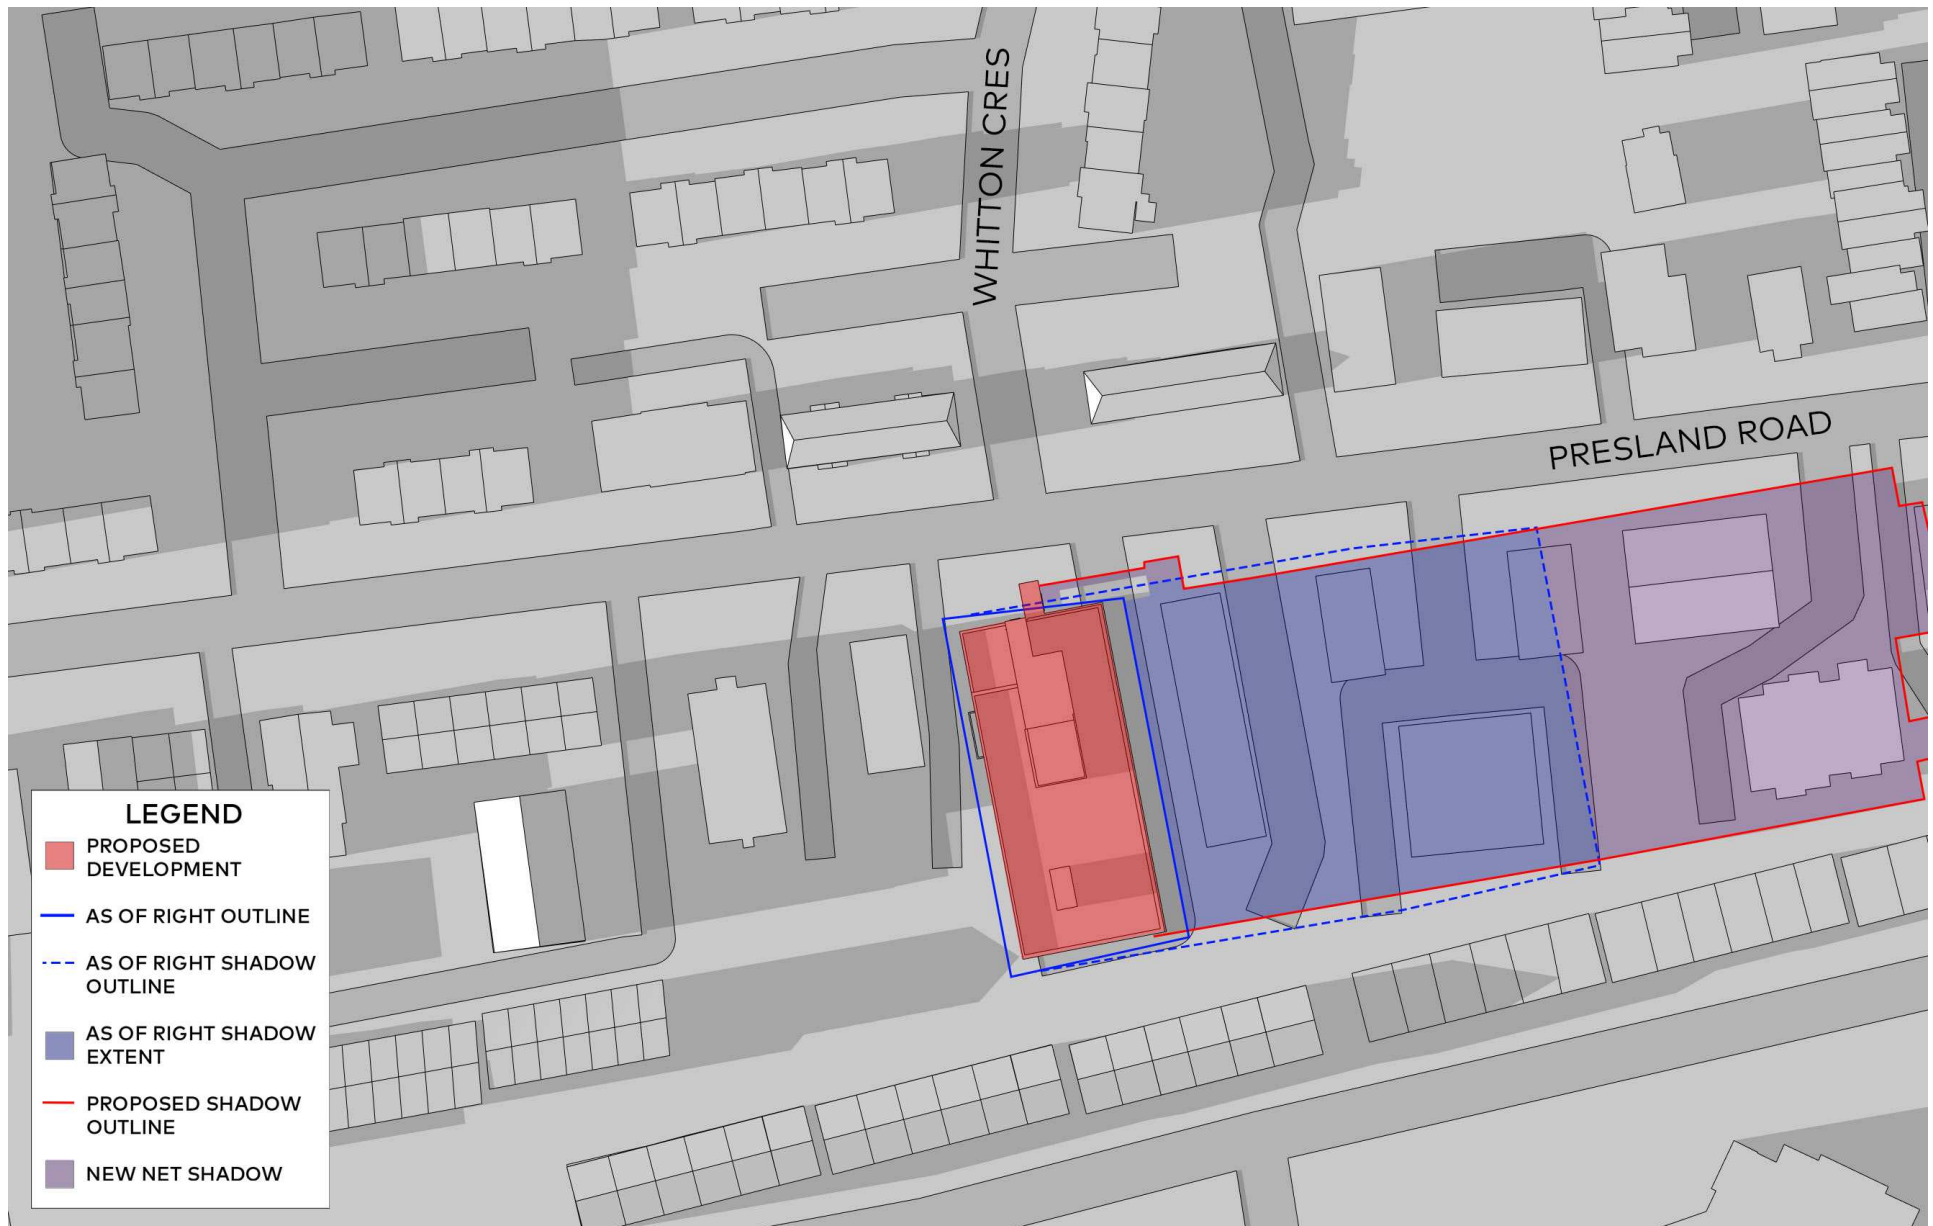 WHITTON CRES
PRESLAND ROAD
LEGEND
PROPOSED
DEVELOPMENT
AS OF RIGHT OUTLINE
AS OF RIGHT SHADOW
OUTLINE
AS OF RIGHT SHADOW
EXTENT
PROPOSED SHADOW
OUTLINE
NEW NET SHADOW